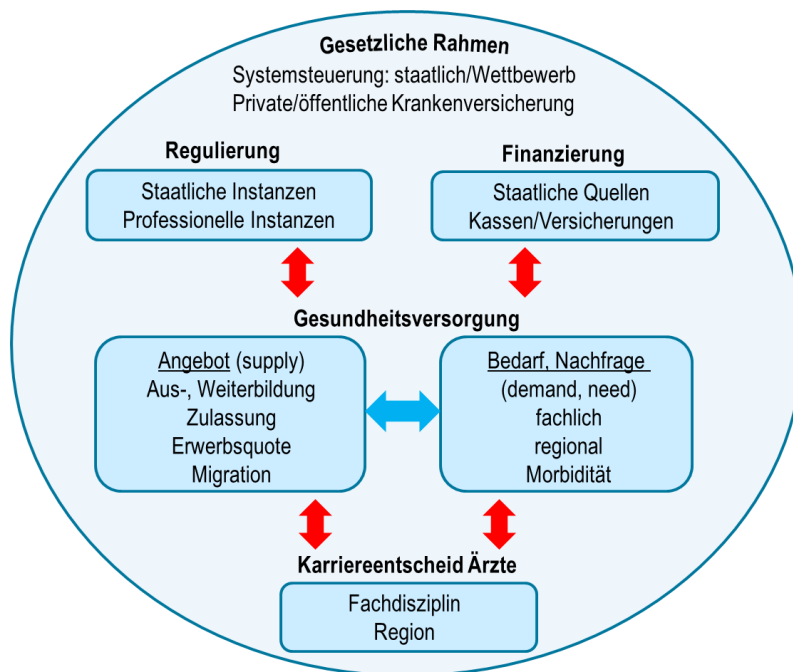 Gesetzliche Rahmen
Systemsteuerung: staatlich/Wettbewerb
Private/öffentliche Krankenversicherung
Regulierung
Staatliche Instanzen
Professionelle Instanzen
Finanzierung
Staatliche Quellen
Kassen/Versicherungen
Gesundheitsversorgung
Angebot (supply)
Aus-, Weiterbildung
Zulassung
Erwerbsquote
Migration
Bedarf, Nachfrage
(demand, need)
fachlich
regional
Morbidität
Karriereentscheid Ärzte
Fachdisziplin
Region